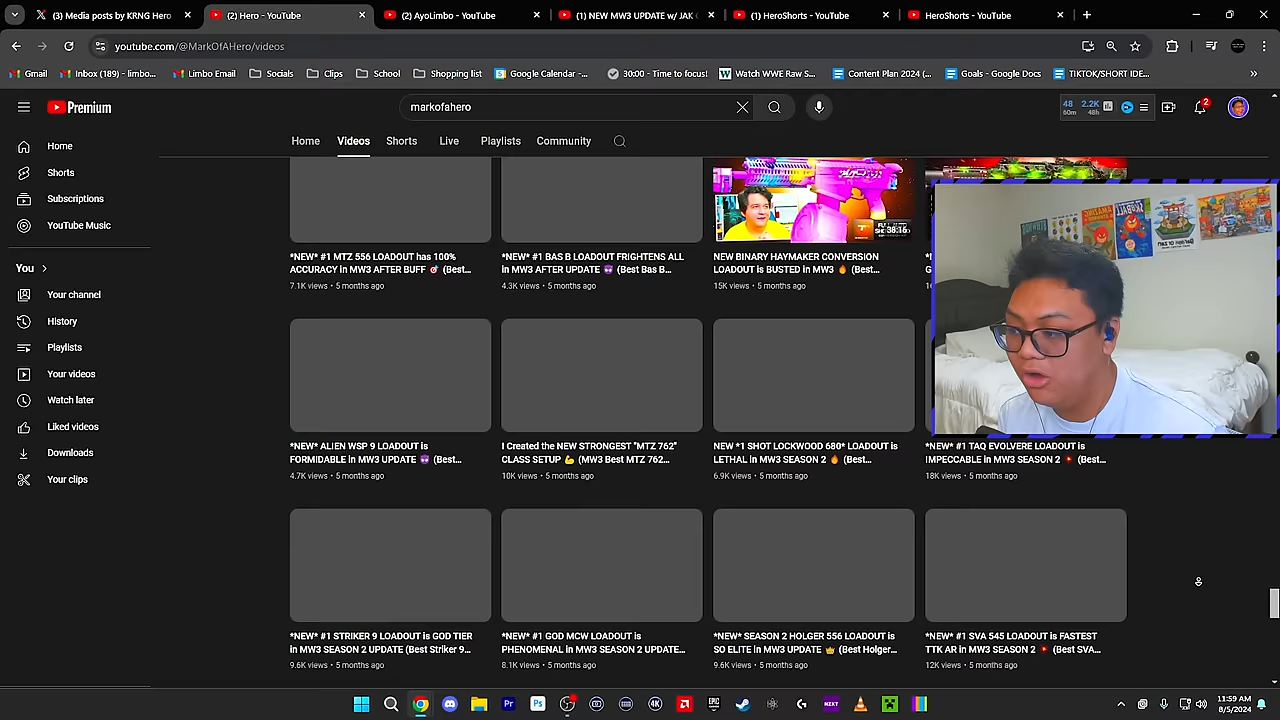 (3) Media posts by KRNG Hero
(2) Hero - YouTube
(2) AyoLimbo - YouTube
(1) NEW MW3 UPDATE w/ JAK
(1) HeroShorts - YouTube
HeroShorts - YouTube
youtube.com/@MarkOfAHero/videos
Gmail
Inbox (189) - limbo...
Limbo Email
Socials
Clips
School
Shopping list
Google Calendar -...
30:00 - Time to focus!
Watch WWE Raw S...
Content Plan 2024 (...
Goals - Google Docs
TIKTOK/SHORT IDE...
Premium
markofahero
48
60m
2.2K
48h
2
Home
Videos
Shorts
Live
Playlists
Community
Home
Shorts
Subscriptions
YouTube Music
You
Your channel
History
Playlists
Your videos
Watch later
Liked videos
Downloads
Your clips
38:16
*NEW* #1 MTZ 556 LOADOUT has 100%
ACCURACY in MW3 AFTER BUFF 🎯 (Best...
7.1K views • 5 months ago
*NEW* #1 BAS B LOADOUT FRIGHTENS ALL
in MW3 AFTER UPDATE 😈 (Best Bas B...
4.3K views • 5 months ago
NEW BINARY HAYMAKER CONVERSION
LOADOUT is BUSTED in MW3 🔥 (Best...
15K views • 5 months ago
*NEW* ALIEN WSP 9 LOADOUT is
FORMIDABLE in MW3 UPDATE 👿 (Best...
4.7K views • 5 months ago
I Created the NEW STRONGEST "MTZ 762"
CLASS SETUP 💪 (MW3 Best MTZ 762...
10K views • 5 months ago
NEW *1 SHOT LOCKWOOD 680* LOADOUT is
LETHAL in MW3 SEASON 2 🔥 (Best...
6.9K views • 5 months ago
*NEW* #1 TAQ EVOLVERE LOADOUT is
IMPECCABLE in MW3 SEASON 2 (Best...
18K views • 5 months ago
*NEW* #1 STRIKER 9 LOADOUT is GOD TIER
in MW3 SEASON 2 UPDATE (Best Striker 9...
9.6K views • 5 months ago
*NEW* #1 GOD MCW LOADOUT is
PHENOMENAL in MW3 SEASON 2 UPDATE...
8.1K views • 5 months ago
*NEW* SEASON 2 HOLGER 556 LOADOUT is
SO ELITE in MW3 UPDATE 👑 (Best Holger...
9.6K views • 5 months ago
*NEW* #1 SVA 545 LOADOUT is FASTEST
TTK AR in MW3 SEASON 2 (Best SVA...
12K views • 5 months ago
Pr
Ps
4K
EPIC
NEXT
11:59 AM
8/5/2024